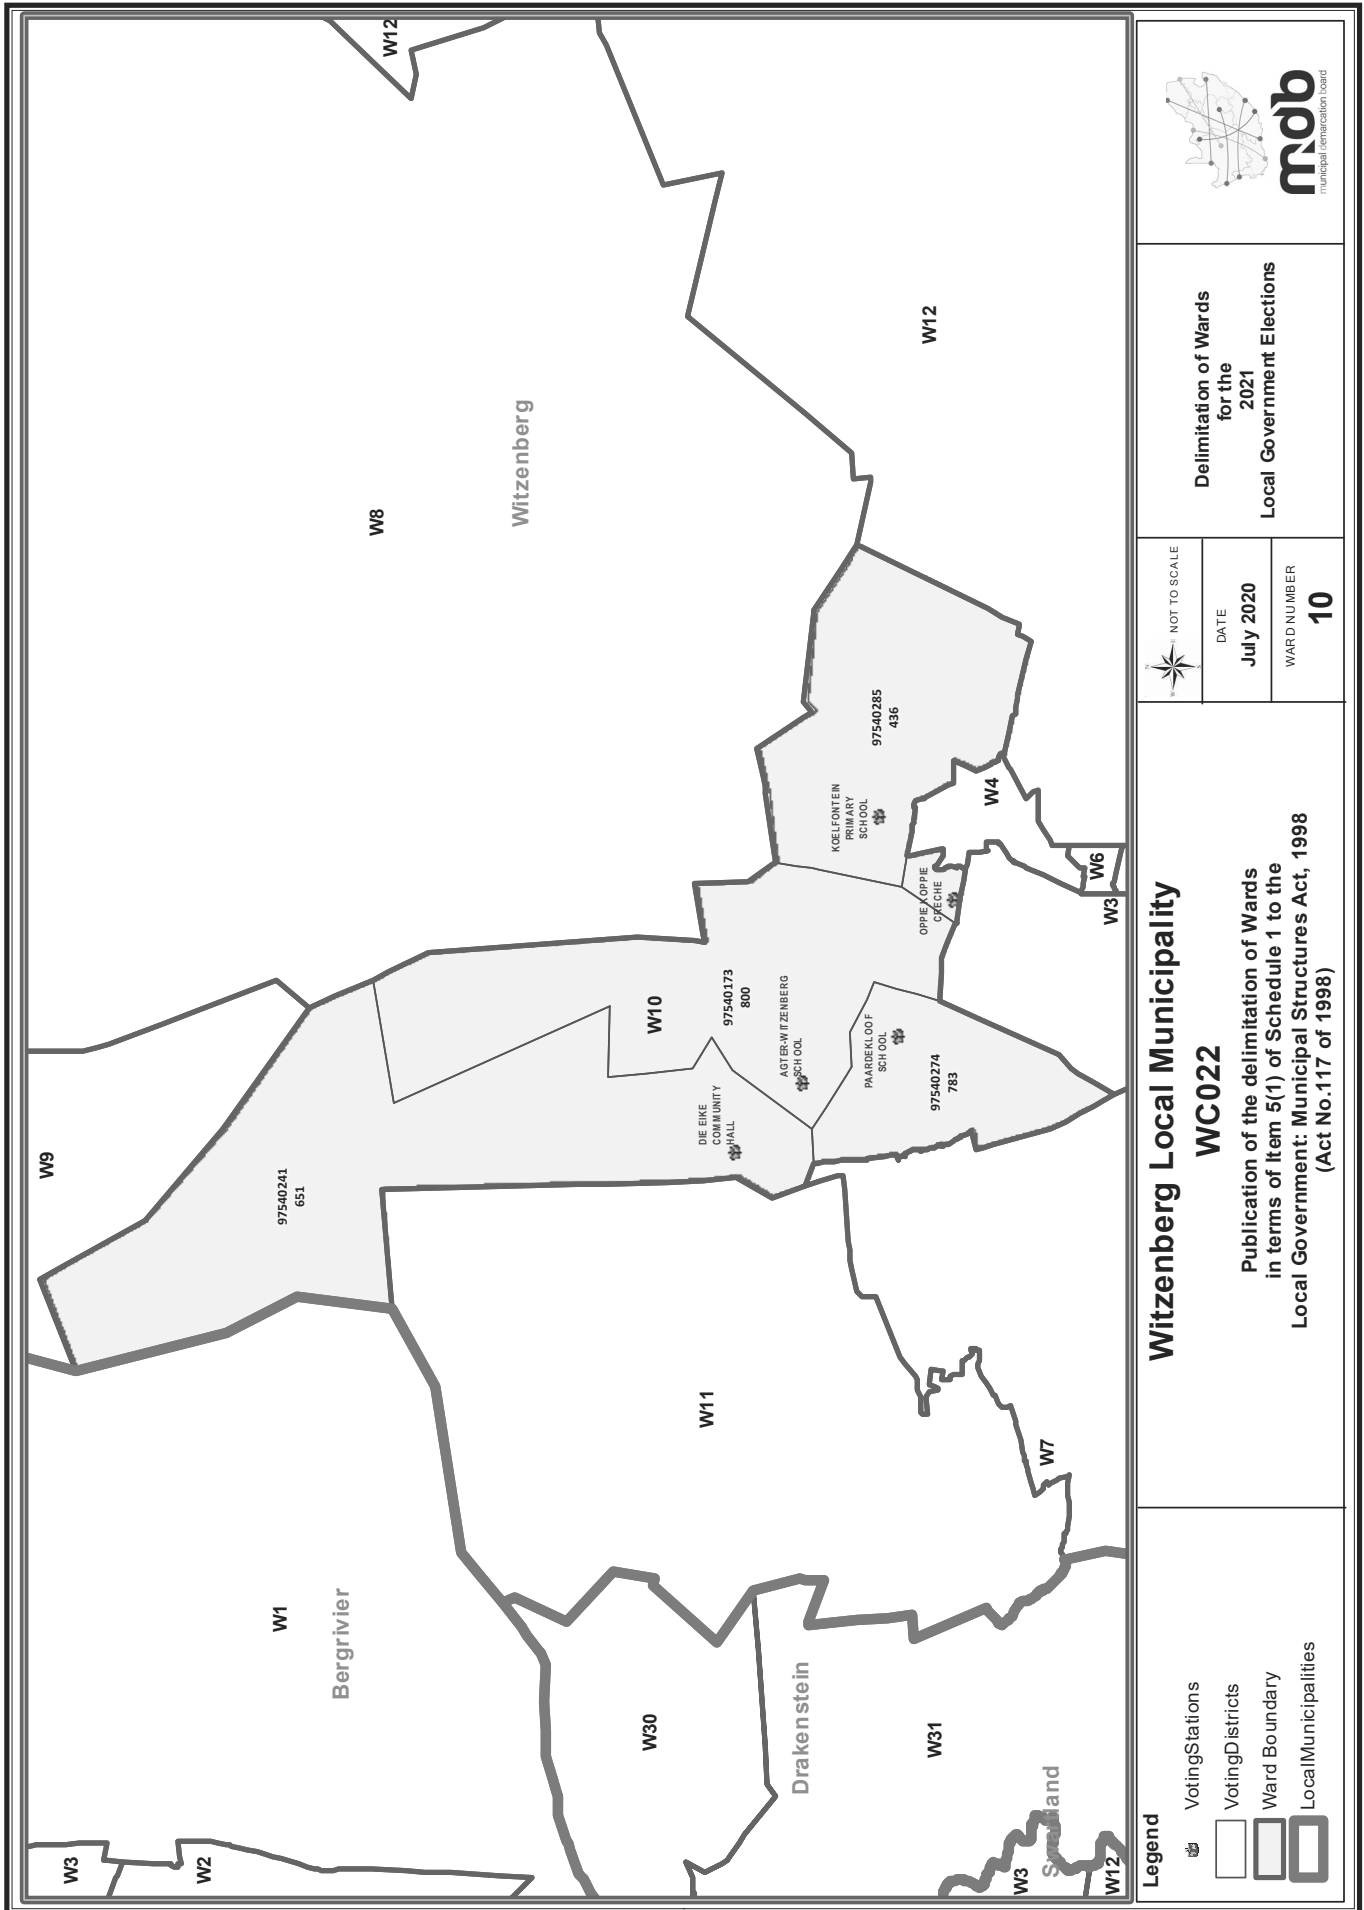 W3
W2
W1
Bergrivier
W9
W12
W8
Witzenberg
W12
97540241
651
W11
W30
Drakenstein
W31
W3
W12
W7
W10
97540173
800
DIE EIKE
COMMUNITY
HALL
AGTER-WITZENBERG
SCHOOL
PAARDEKLOOF
SCHOOL
97540274
783
KOELFONTEIN
PRIMARY
SCHOOL
97540285
436
OPPIE KOPPIE
CRECHE
W4
W6
W3
Legend
VotingStations
VotingDistricts
Ward Boundary
LocalMunicipalities
Witzenberg Local Municipality
WC022
Publication of the delimitation of Wards
in terms of Item 5(1) of Schedule 1 to the
Local Government: Municipal Structures Act, 1998
(Act No.117 of 1998)
N
W
E
S
NOT TO SCALE
DATE
July 2020
WARD NUMBER
10
Delimitation of Wards
for the
2021
Local Government Elections
mdb
municipal demarcation board